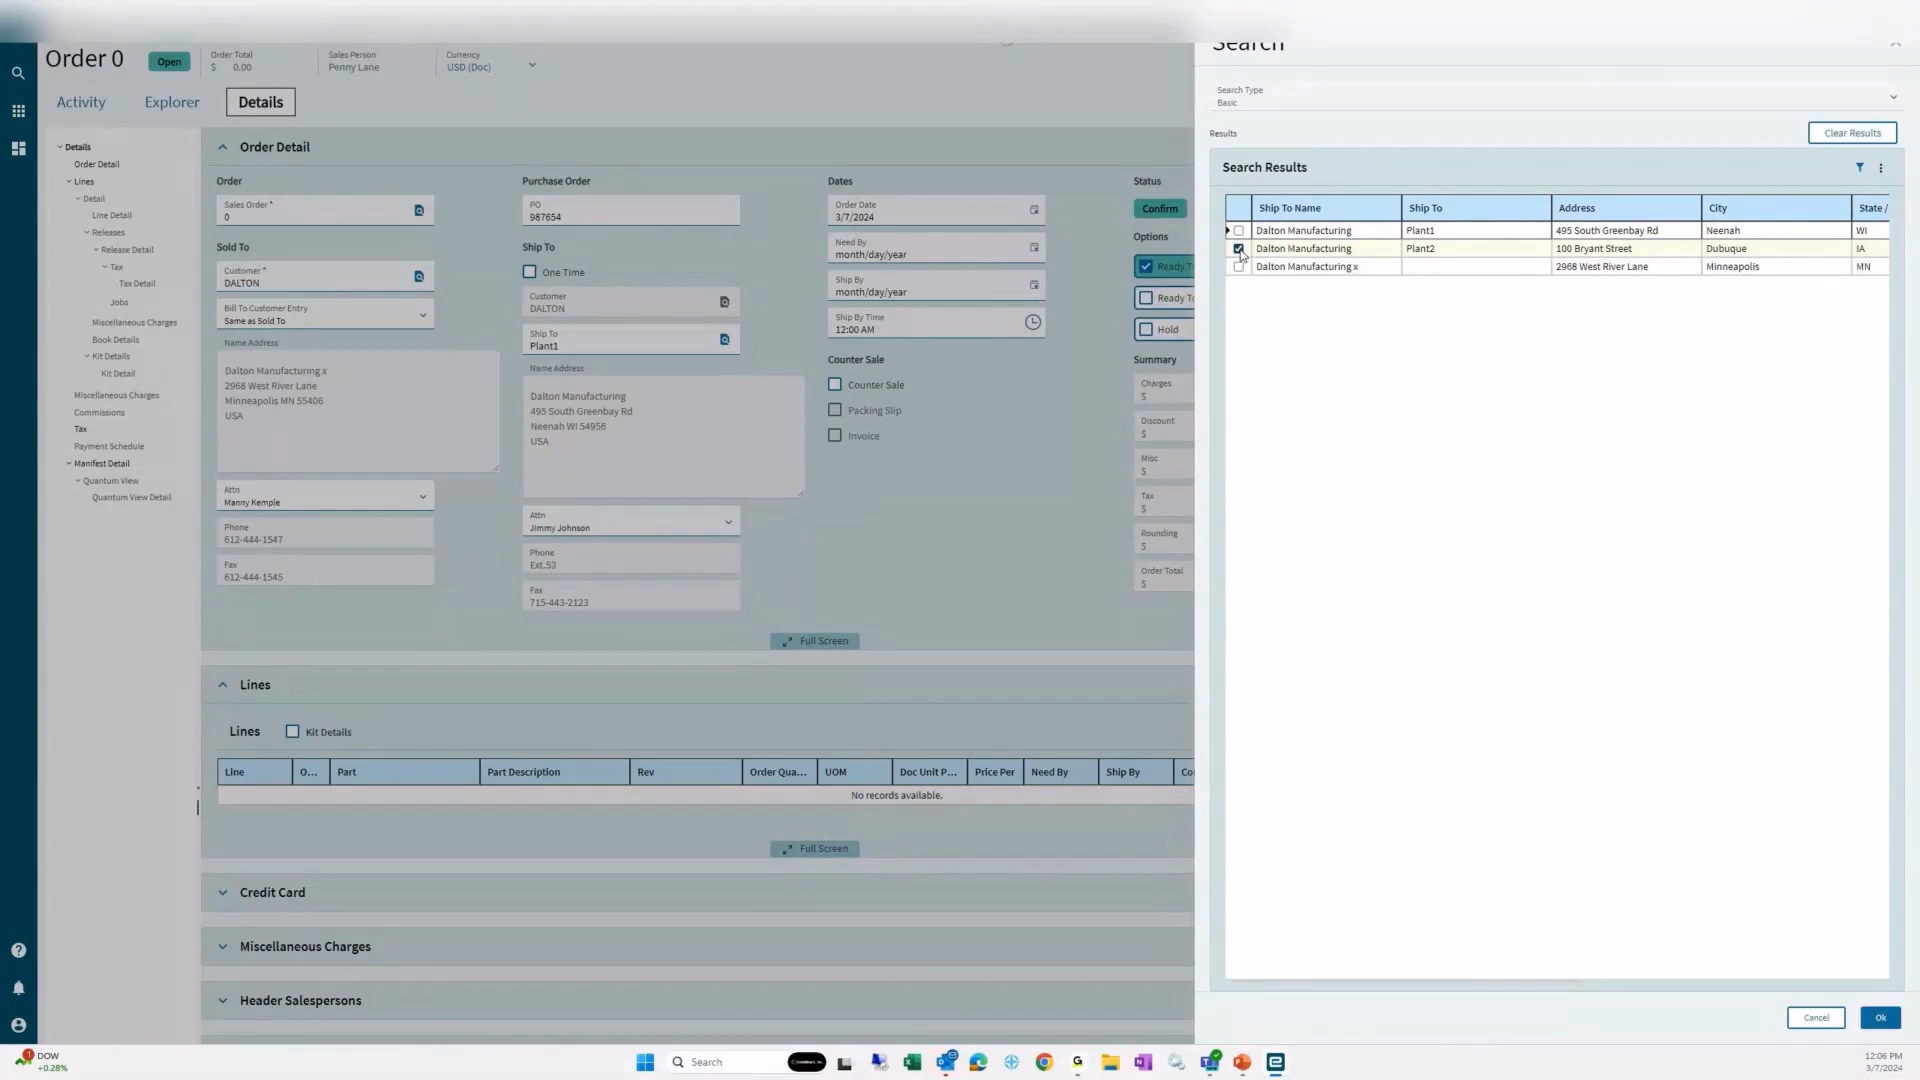 Order 0
Open
Order Total
$ 0.00
Sales Person
Penny Lane
Currency
USD (Doc)
Activity
Explorer
Details
Details
Order Detail
Lines
Detail
Line Detail
Releases
Release Detail
Tax
Tax Detail
Jobs
Miscellaneous Charges
Book Details
Kit Details
Kit Detail
Miscellaneous Charges
Commissions
Tax
Payment Schedule
Manifest Detail
Quantum View
Quantum View Detail
Order Detail
Order
Sales Order *
0
Sold To
Customer *
DALTON
Bill To Customer Entry
Same as Sold To
Name Address
Dalton Manufacturing x
2968 West River Lane
Minneapolis MN 55406
USA
Attn
Manny Kemple
Phone
612-444-1547
Fax
612-444-1545
Purchase Order
PO
987654
Ship To
One Time
Customer
DALTON
Ship To
Plant1
Name Address
Dalton Manufacturing
495 South Greenbay Rd
Neenah WI 54956
USA
Attn
Jimmy Johnson
Phone
Ext.53
Fax
715-443-2123
Dates
Order Date
3/7/2024
Need By
month/day/year
Ship By
month/day/year
Ship By Time
12:00 AM
Counter Sale
Counter Sale
Packing Slip
Invoice
Status
Confirm
Options
Ready T
Ready T
Hold
Summary
Charges
$
Discount
$
Misc
$
Tax
$
Rounding
$
Order Total
$
Full Screen
Lines
Lines
Kit Details
Line O... Part Part Description Rev Order Qua... UOM Doc Unit P... Price Per Need By Ship By Co
No records available.
Full Screen
Credit Card
Miscellaneous Charges
Header Salespersons
Search
Search Type
Basic
Results
Clear Results
Search Results
Ship To Name Ship To Address City State /
Dalton Manufacturing Plant1 495 South Greenbay Rd Neenah WI
Dalton Manufacturing Plant2 100 Bryant Street Dubuque IA
Dalton Manufacturing x 2968 West River Lane Minneapolis MN
Cancel
Ok
1
DOW
+0.28%
Search
12:06 PM
3/7/2024